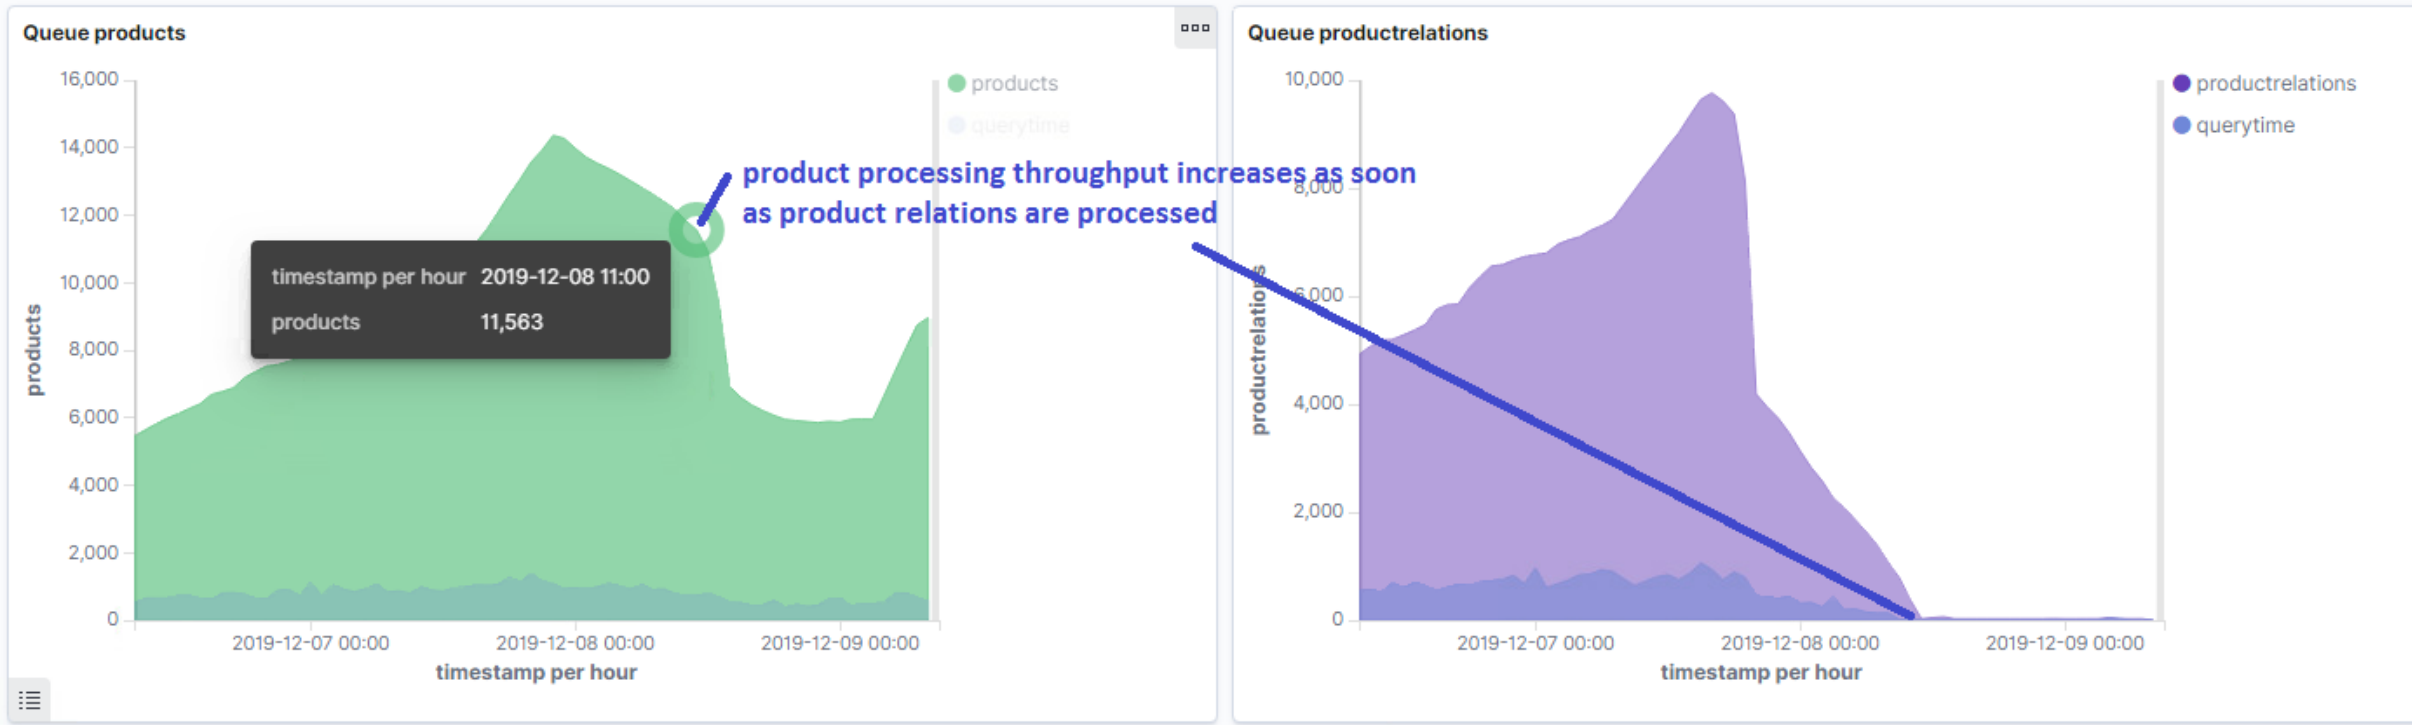 Queue products
16,000
14,000
12,000
10,000
8,000
6,000
4,000
2,000
0
products
2019-12-07 00:00
2019-12-08 00:00
2019-12-09 00:00
timestamp per hour
products
querytime
timestamp per hour 2019-12-08 11:00
products 11,563
product processing throughput increases as soon
as product relations are processed
Queue productrelations
10,000
8,000
6,000
4,000
2,000
0
productrelations
2019-12-07 00:00
2019-12-08 00:00
2019-12-09 00:00
timestamp per hour
productrelations
querytime